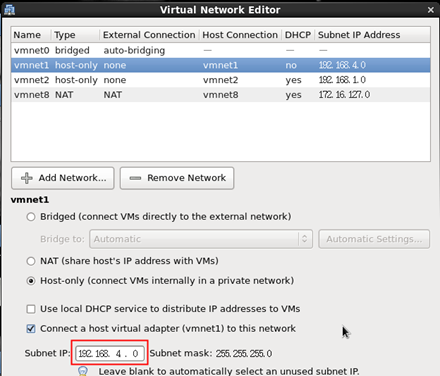 Virtual Network Editor
Name Type External Connection Host Connection DHCP Subnet IP Address
vmnet0 bridged auto-bridging — — —
vmnet1 host-only none vmnet1 no 192.168.4.0
vmnet2 host-only none vmnet2 yes 192.168.1.0
vmnet8 NAT NAT vmnet8 yes 172.16.127.0
Add Network... Remove Network
vmnet1
Bridged (connect VMs directly to the external network)
Bridge to: Automatic Automatic Settings...
NAT (share host's IP address with VMs)
Host-only (connect VMs internally in a private network)
Use local DHCP service to distribute IP addresses to VMs
Connect a host virtual adapter (vmnet1) to this network
Subnet IP: 192.168. 4 . 0 Subnet mask: 255.255.255.0
Leave blank to automatically select an unused subnet IP.